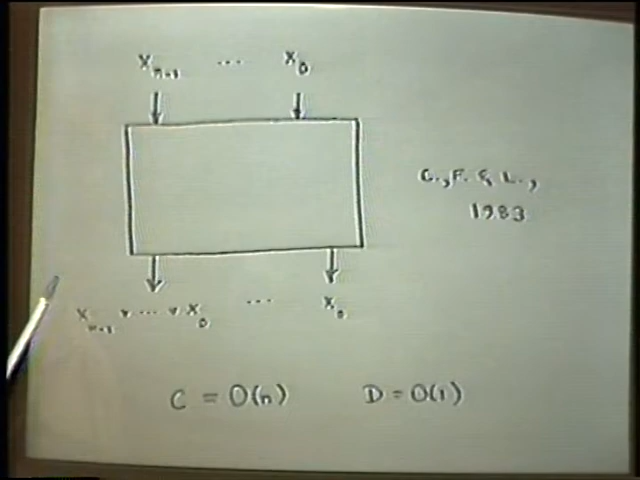 Xₙ₋₁ ... X₀
C., F. & L.,
1983
Xₙ₋₁ ∨ ... ∨ X₀ ... X₀
C = O(n) D = O(1)